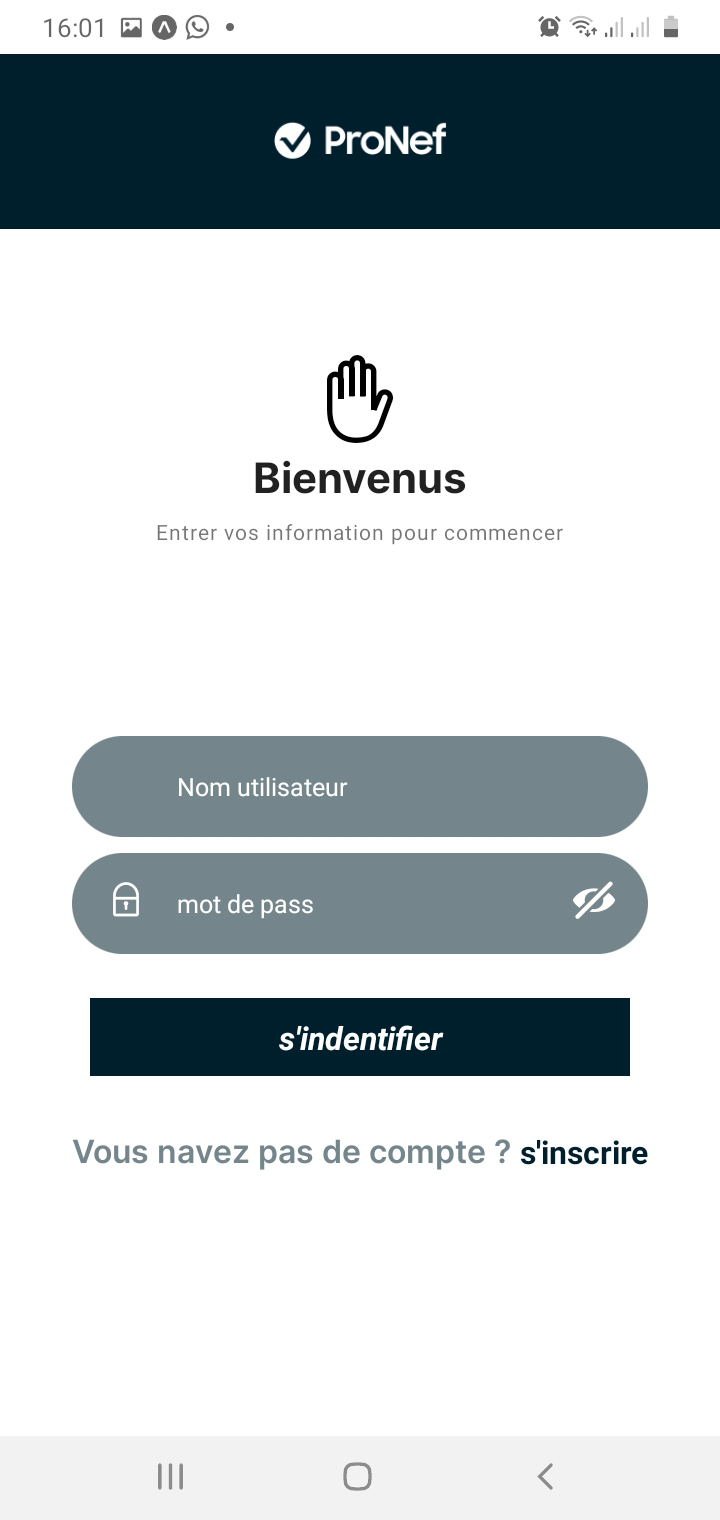 16:01
ProNef
Bienvenus
Entrer vos information pour commencer
Nom utilisateur
mot de pass
s'indentifier
Vous navez pas de compte ? s'inscrire